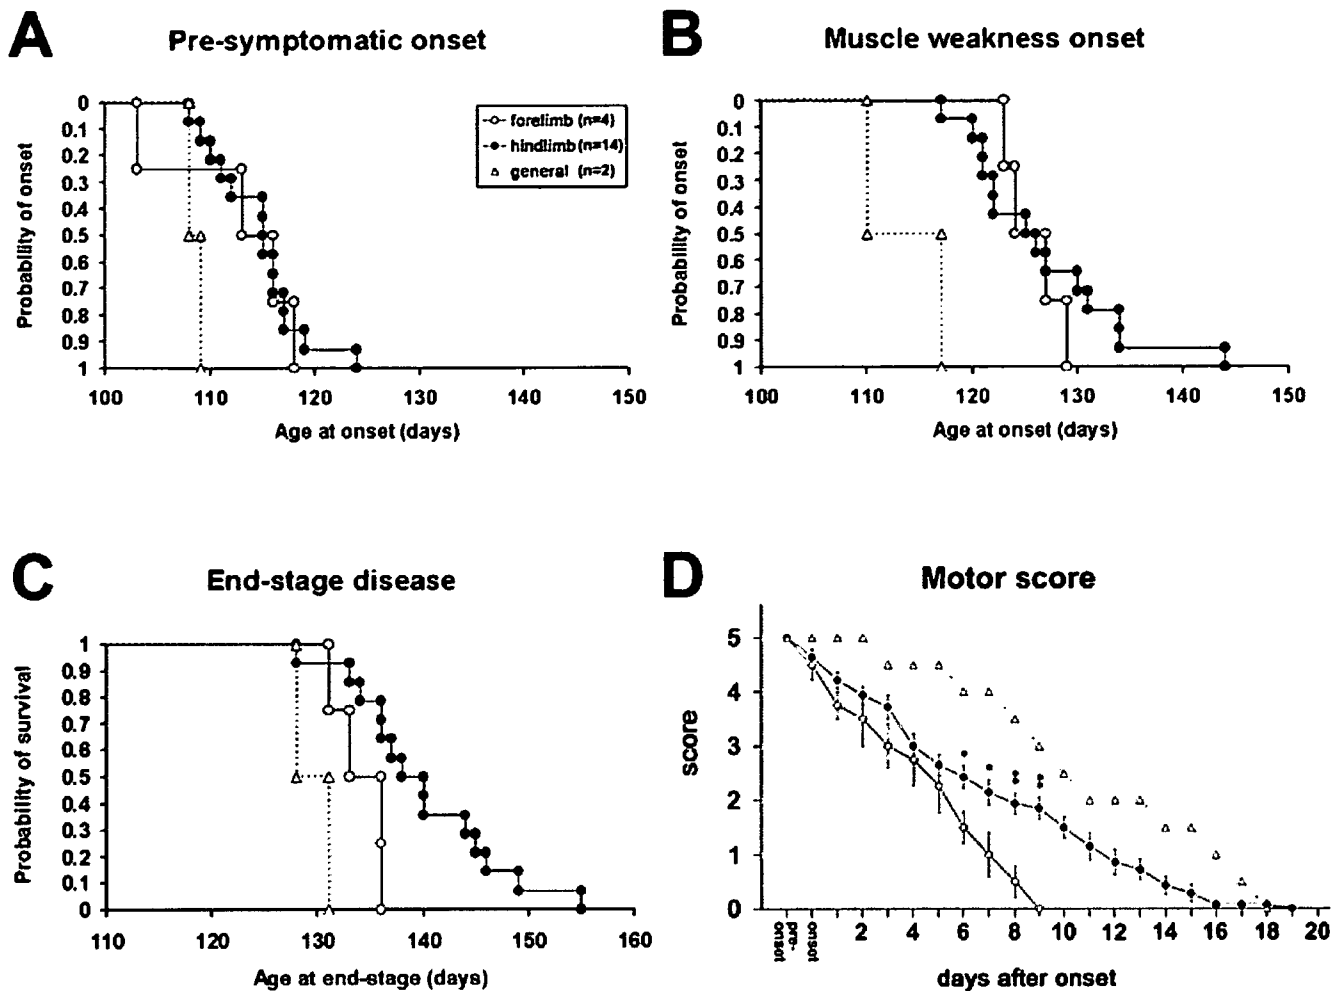 A
Pre-symptomatic onset
Probability of onset
0
0.1
0.2
0.3
0.4
0.5
0.6
0.7
0.8
0.9
1
100 110 120 130 140 150
Age at onset (days)
forelimb (n=4)
hindlimb (n=14)
general (n=2)
B
Muscle weakness onset
Probability of onset
0
0.1
0.2
0.3
0.4
0.5
0.6
0.7
0.8
0.9
1
100 110 120 130 140 150
Age at onset (days)
C
End-stage disease
Probability of survival
1
0.9
0.8
0.7
0.6
0.5
0.4
0.3
0.2
0.1
0
110 120 130 140 150 160
Age at end-stage (days)
D
Motor score
score
5
4
3
2
1
0
pre-onset
onset
2 4 6 8 10 12 14 16 18 20
days after onset